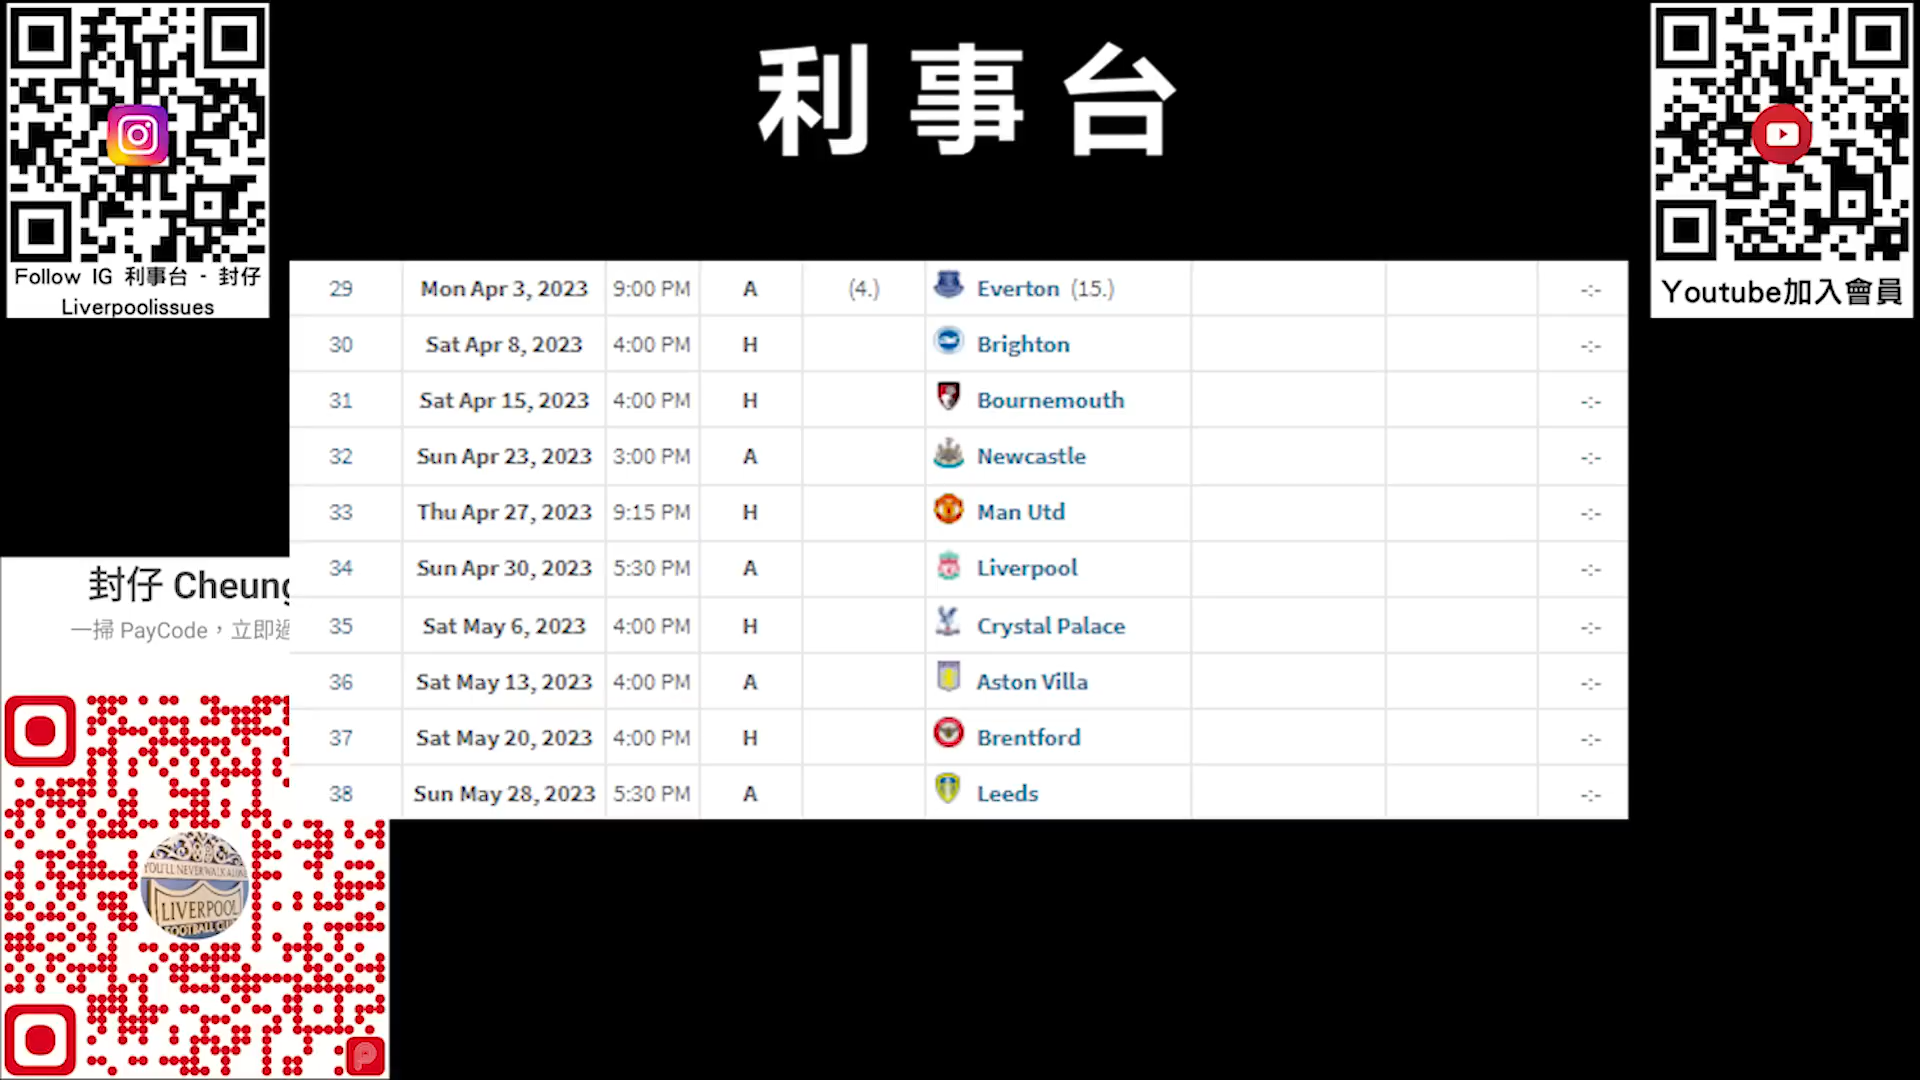 利事台
Follow IG 利事台 - 封仔
Liverpoolissues
Youtube加入會員
29 Mon Apr 3, 2023 9:00 PM A (4.) Everton (15.) -:-
30 Sat Apr 8, 2023 4:00 PM H Brighton -:-
31 Sat Apr 15, 2023 4:00 PM H Bournemouth -:-
32 Sun Apr 23, 2023 3:00 PM A Newcastle -:-
33 Thu Apr 27, 2023 9:15 PM H Man Utd -:-
34 Sun Apr 30, 2023 5:30 PM A Liverpool -:-
35 Sat May 6, 2023 4:00 PM H Crystal Palace -:-
36 Sat May 13, 2023 4:00 PM A Aston Villa -:-
37 Sat May 20, 2023 4:00 PM H Brentford -:-
38 Sun May 28, 2023 5:30 PM A Leeds -:-
封仔 Cheung
一掃 PayCode，立即過
YOU'LL NEVER WALK ALONE
LIVERPOOL
FOOTBALL CLUB